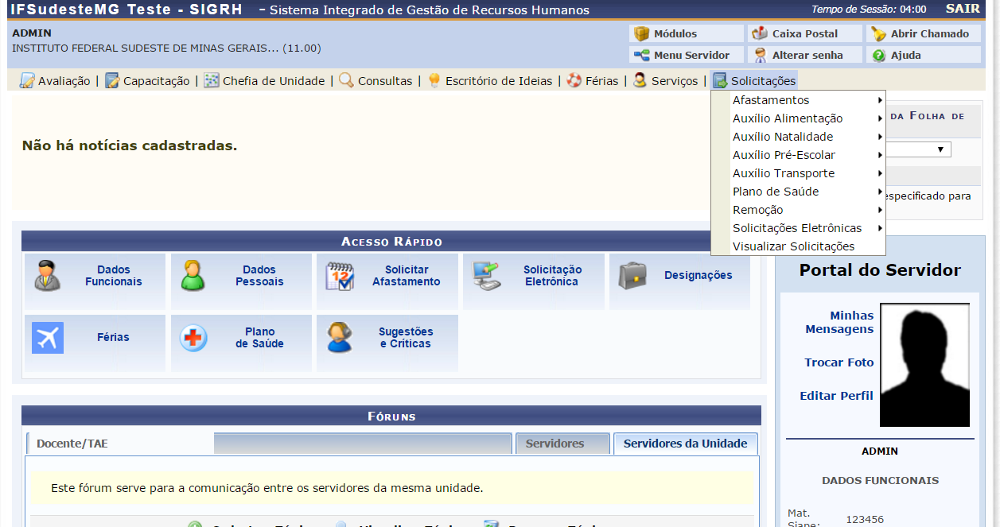 IFSudesteMG Teste - SIGRH - Sistema Integrado de Gestão de Recursos Humanos
Tempo de Sessão: 04:00 SAIR
ADMIN
INSTITUTO FEDERAL SUDESTE DE MINAS GERAIS... (11.00)
Módulos Caixa Postal Abrir Chamado
Menu Servidor Alterar senha Ajuda
Avaliação | Capacitação | Chefia de Unidade | Consultas | Escritório de Ideias | Férias | Serviços | Solicitações
Afastamentos
Auxílio Alimentação
Auxílio Natalidade
Auxílio Pré-Escolar
Auxílio Transporte
Plano de Saúde
Remoção
Solicitações Eletrônicas
Visualizar Solicitações
DA FOLHA DE
especificado para
Não há notícias cadastradas.
ACESSO RÁPIDO
Dados
Funcionais
Dados
Pessoais
12
Solicitar
Afastamento
Solicitação
Eletrônica
Designações
Férias
Plano
de Saúde
Sugestões
e Críticas
FÓRUNS
Docente/TAE Servidores Servidores da Unidade
Este fórum serve para a comunicação entre os servidores da mesma unidade.
Portal do Servidor
Minhas
Mensagens
Trocar Foto
Editar Perfil
ADMIN
DADOS FUNCIONAIS
Mat.
Siape: 123456